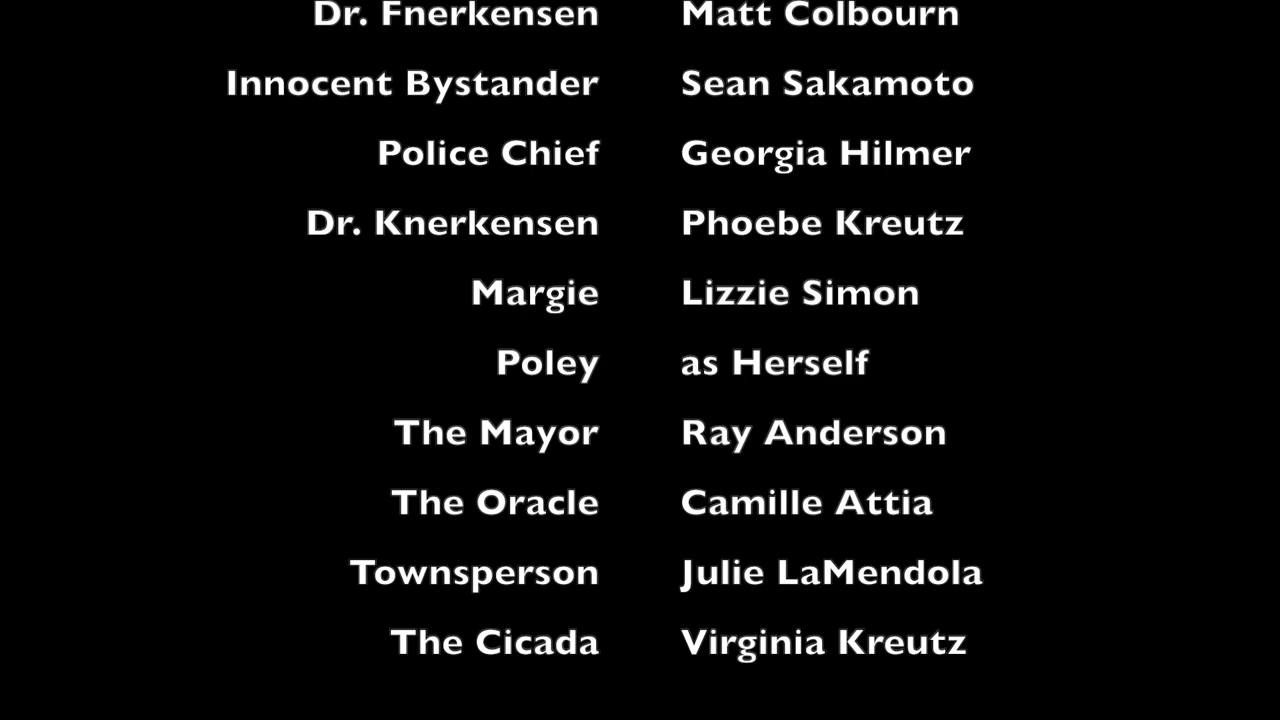 Dr. Fnerkensen Matt Colbourn
Innocent Bystander Sean Sakamoto
Police Chief Georgia Hilmer
Dr. Knerkensen Phoebe Kreutz
Margie Lizzie Simon
Poley as Herself
The Mayor Ray Anderson
The Oracle Camille Attia
Townsperson Julie LaMendola
The Cicada Virginia Kreutz